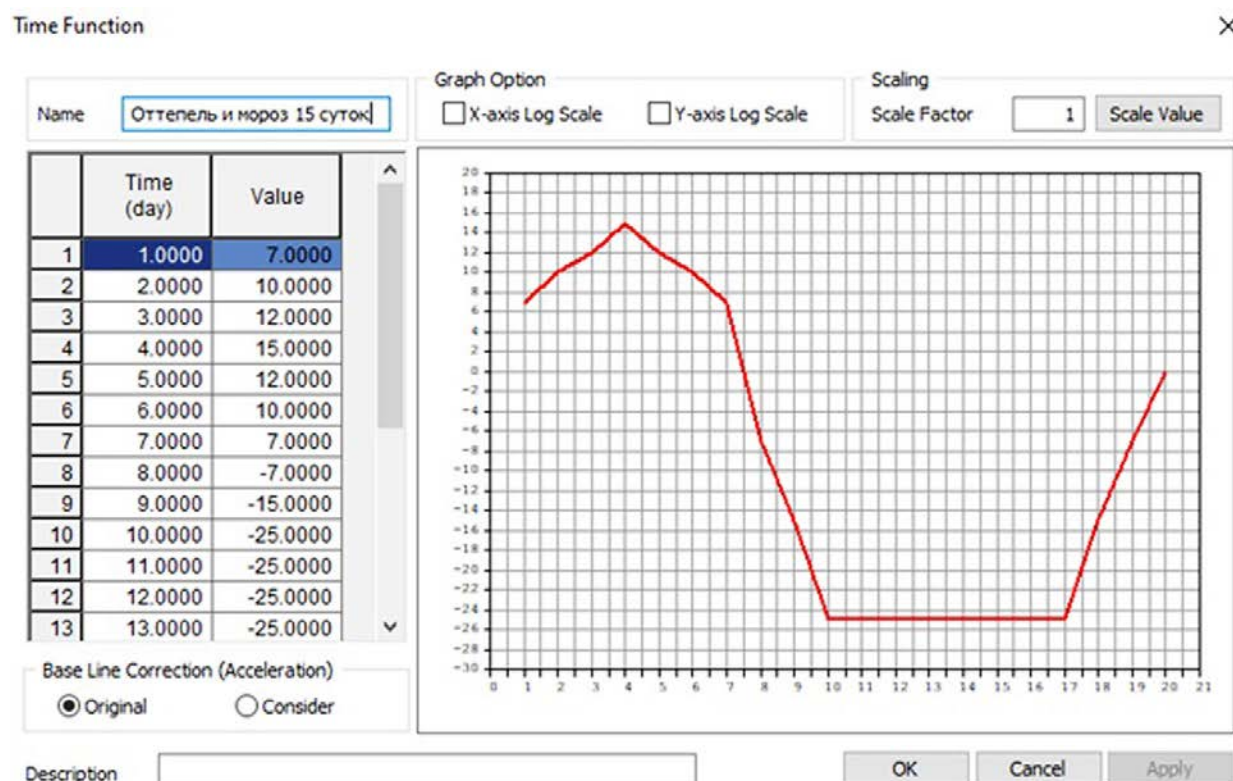 Time Function
Graph Option
Scaling
Name Оттепель и мороз 15 суток
X-axis Log Scale
Y-axis Log Scale
Scale Factor 1 Scale Value
Time (day) Value
1 1.0000 7.0000
2 2.0000 10.0000
3 3.0000 12.0000
4 4.0000 15.0000
5 5.0000 12.0000
6 6.0000 10.0000
7 7.0000 7.0000
8 8.0000 -7.0000
9 9.0000 -15.0000
10 10.0000 -25.0000
11 11.0000 -25.0000
12 12.0000 -25.0000
13 13.0000 -25.0000
20
18
16
14
12
10
8
6
4
2
0
-2
-4
-6
-8
-10
-12
-14
-16
-18
-20
-22
-24
-26
-28
-30
0 1 2 3 4 5 6 7 8 9 10 11 12 13 14 15 16 17 18 19 20 21
Base Line Correction (Acceleration)
Original Consider
Description
OK Cancel Apply